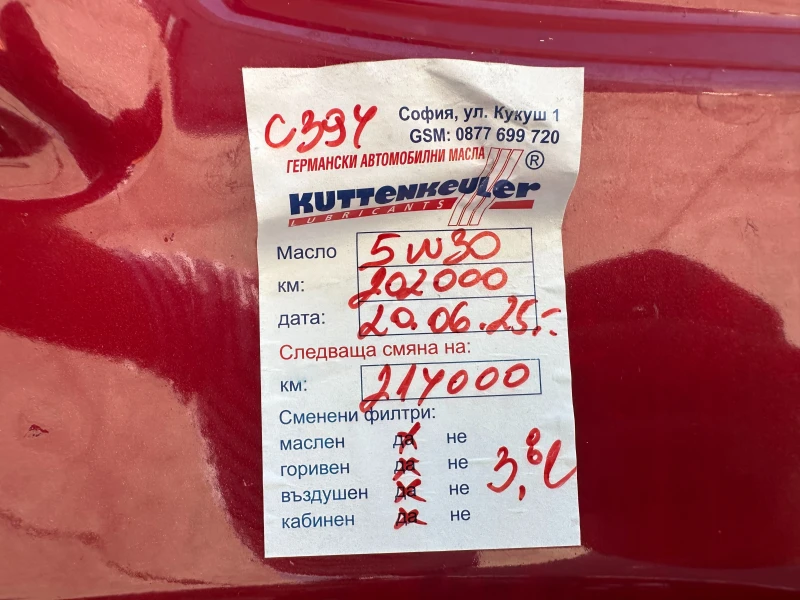 С394
София, ул. Кукуш 1
GSM: 0877 699 720
ГЕРМАНСКИ АВТОМОБИЛНИ МАСЛА
KUTTENKEULER ®
LUBRICANTS
Масло 5W30
км: 202000
дата: 20.06.25.-
Следваща смяна на:
км: 214000
Сменени филтри:
маслен да не
горивен да не
въздушен да не
кабинен да не
3,8L